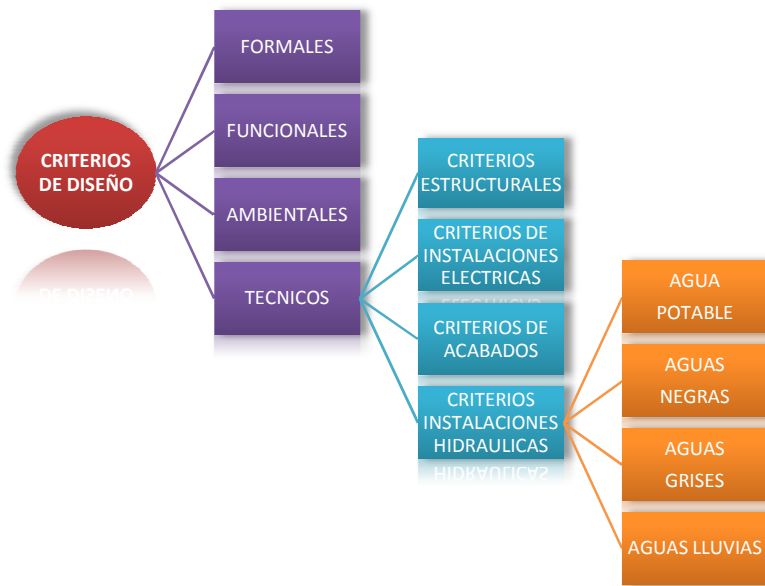 CRITERIOS
DE DISEÑO
FORMALES
FUNCIONALES
AMBIENTALES
TECNICOS
CRITERIOS
ESTRUCTURALES
CRITERIOS DE
INSTALACIONES
ELECTRICAS
CRITERIOS DE
ACABADOS
CRITERIOS
INSTALACIONES
HIDRAULICAS
AGUA
POTABLE
AGUAS
NEGRAS
AGUAS
GRISES
AGUAS LLUVIAS